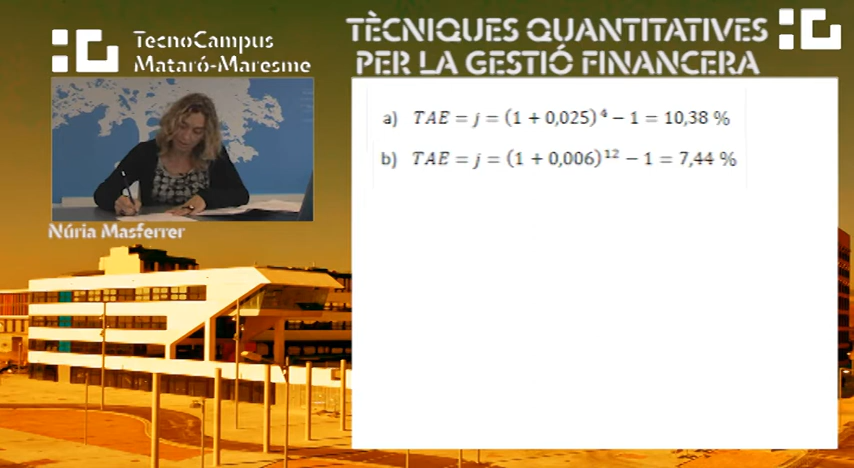 TecnoCampus
Mataró-Maresme
TÈCNIQUES QUANTITATIVES
PER LA GESTIÓ FINANCERA
a) TAE = j = (1 + 0,025)⁴ − 1 = 10,38 %
b) TAE = j = (1 + 0,006)¹² − 1 = 7,44 %
Núria Masferrer